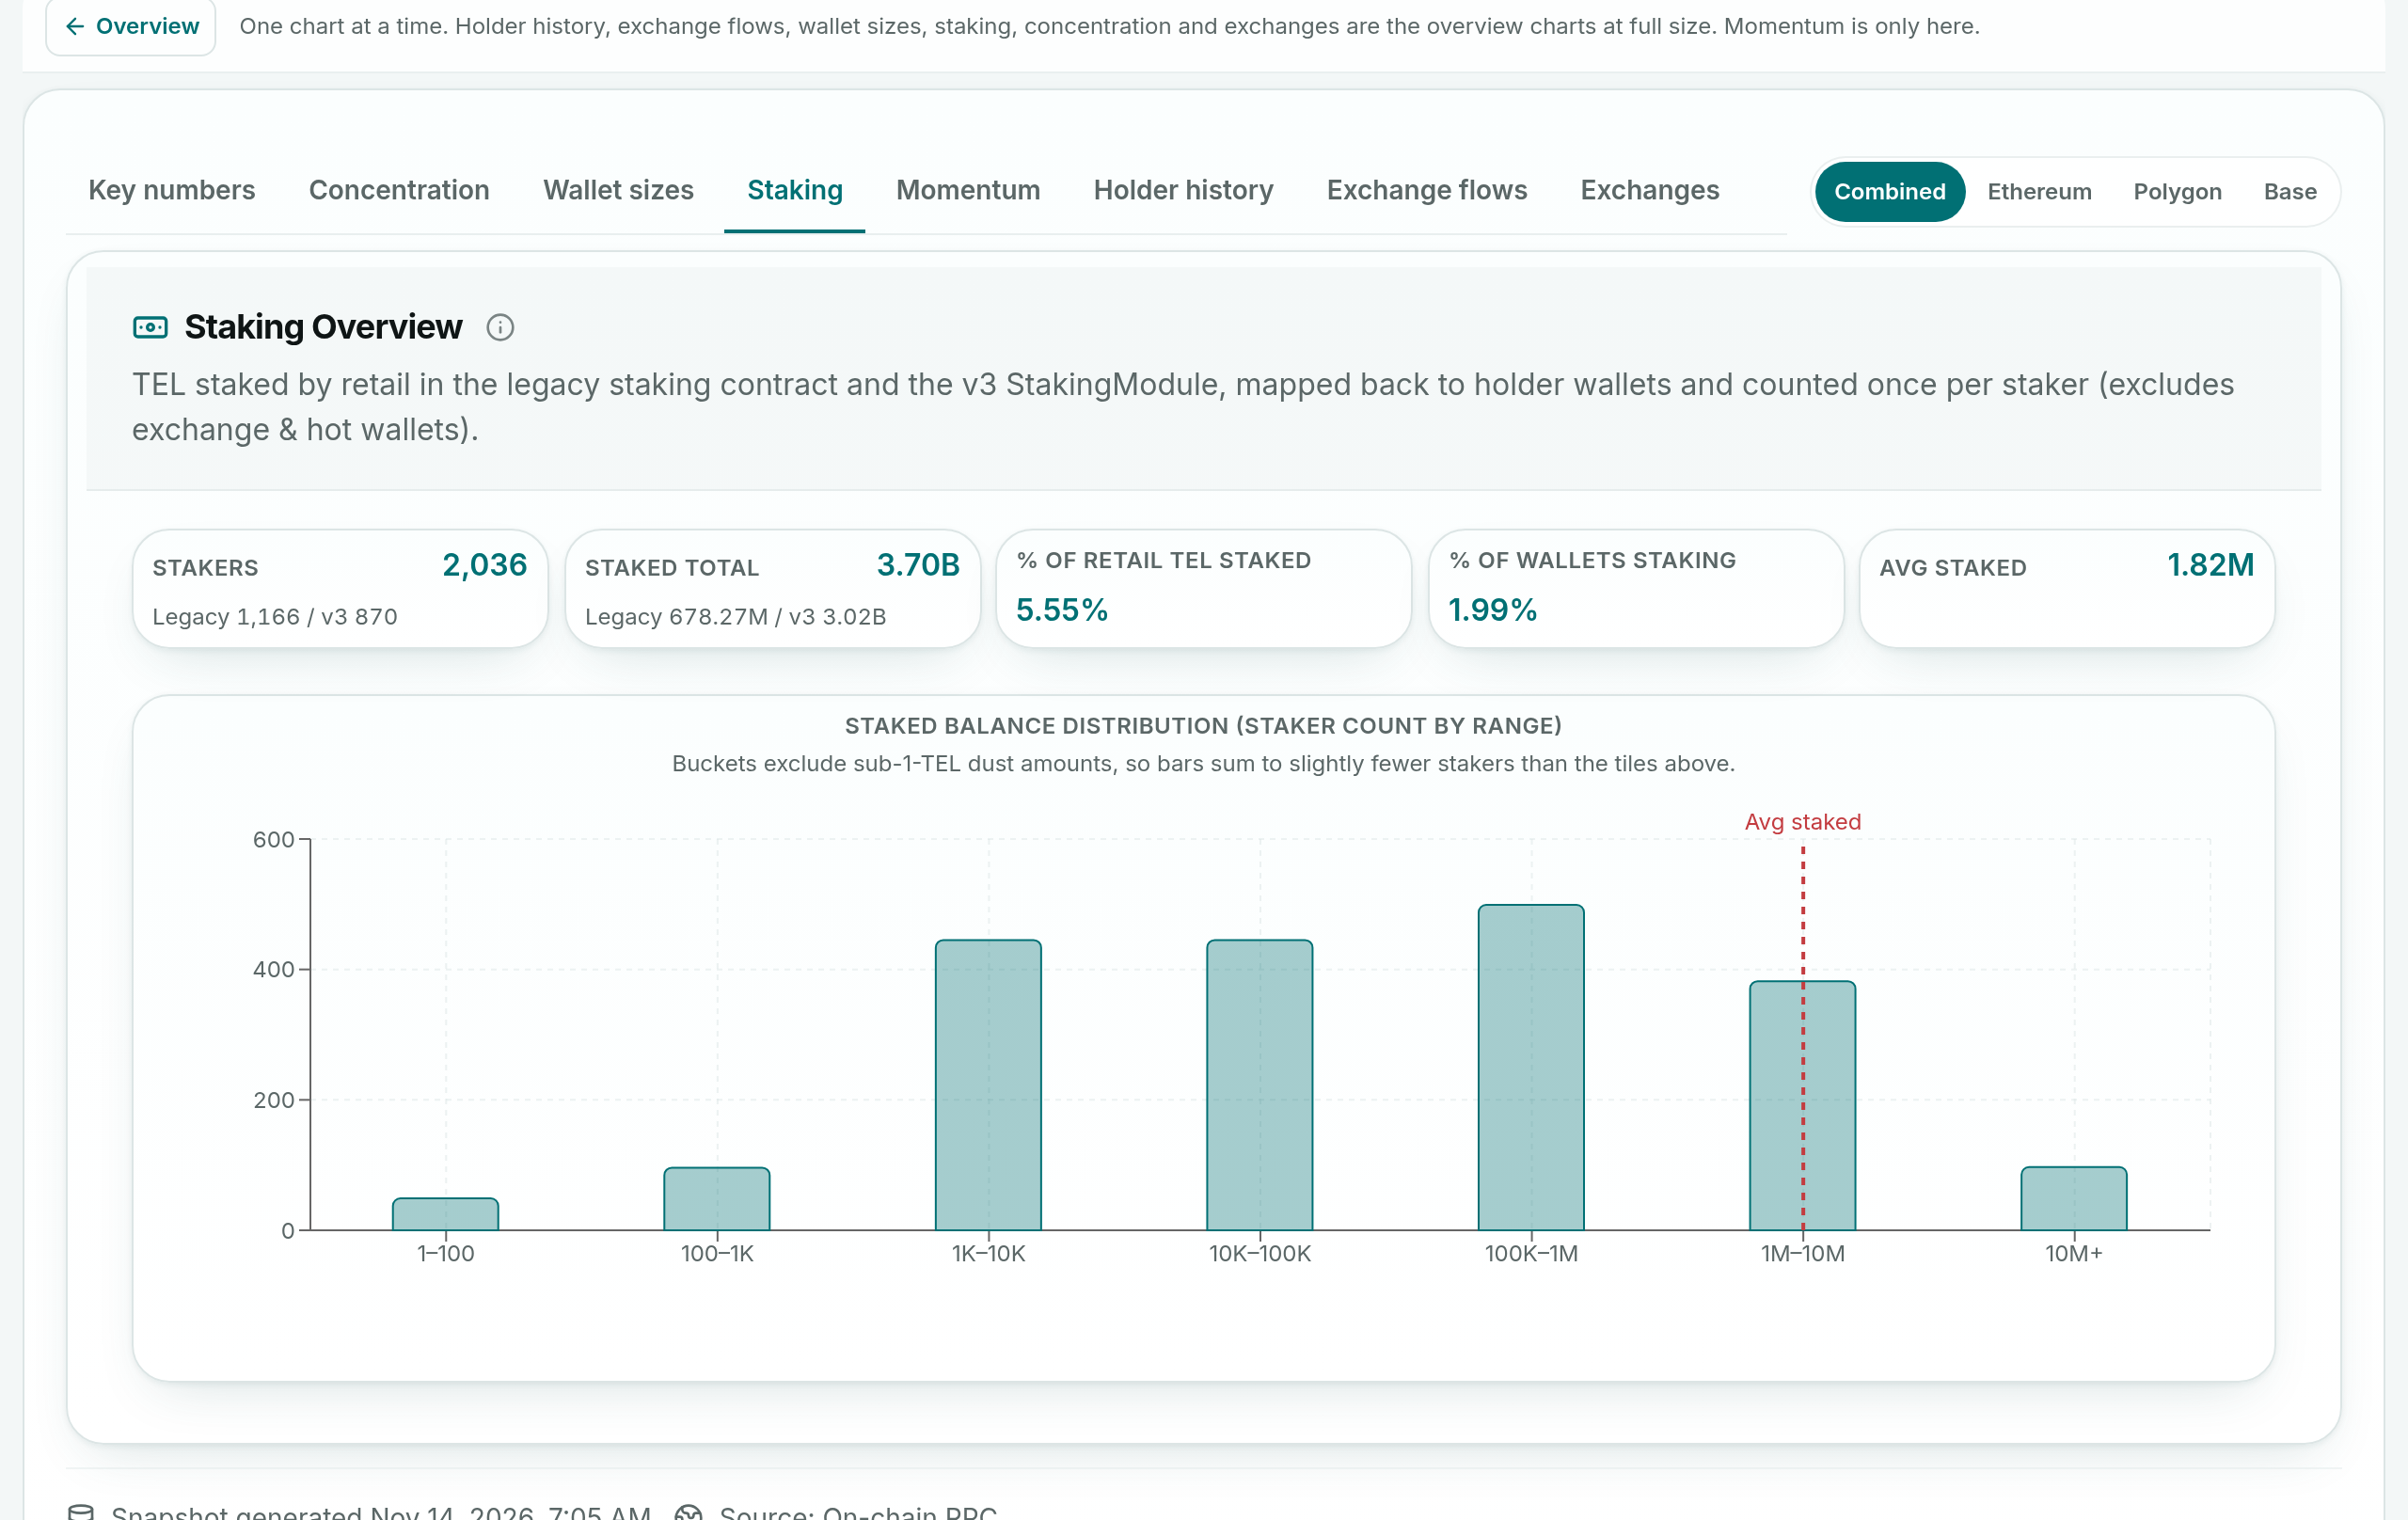 Overview
One chart at a time. Holder history, exchange flows, wallet sizes, staking, concentration and exchanges are the overview charts at full size. Momentum is only here.
Key numbers
Concentration
Wallet sizes
Staking
Momentum
Holder history
Exchange flows
Exchanges
Combined
Ethereum
Polygon
Base
Staking Overview
TEL staked by retail in the legacy staking contract and the v3 StakingModule, mapped back to holder wallets and counted once per staker (excludes
exchange & hot wallets).
STAKERS
2,036
Legacy 1,166 / v3 870
STAKED TOTAL
3.70B
Legacy 678.27M / v3 3.02B
% OF RETAIL TEL STAKED
5.55%
% OF WALLETS STAKING
1.99%
AVG STAKED
1.82M
STAKED BALANCE DISTRIBUTION (STAKER COUNT BY RANGE)
Buckets exclude sub-1-TEL dust amounts, so bars sum to slightly fewer stakers than the tiles above.
Avg staked
600
400
200
0
1–100
100–1K
1K–10K
10K–100K
100K–1M
1M–10M
10M+
Snapshot generated Nov 14, 2026, 7:05 AM
Source: On-chain RPC